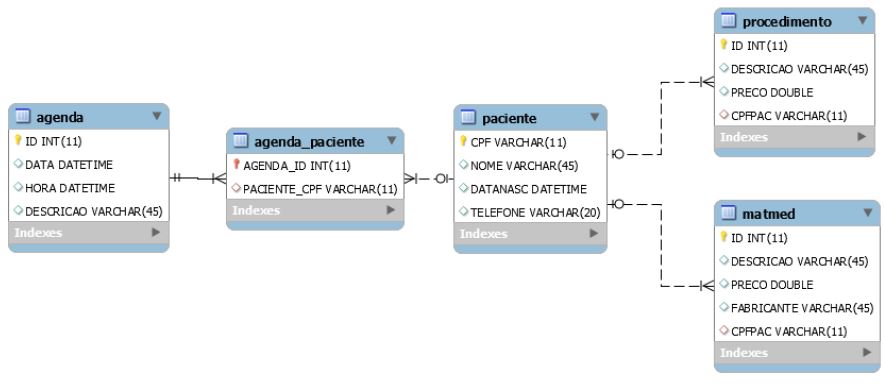 agenda
ID INT(11)
DATA DATETIME
HORA DATETIME
DESCRICAO VARCHAR(45)
Indexes
agenda_paciente
AGENDA_ID INT(11)
PACIENTE_CPF VARCHAR(11)
Indexes
paciente
CPF VARCHAR(11)
NOME VARCHAR(45)
DATANASC DATETIME
TELEFONE VARCHAR(20)
Indexes
procedimento
ID INT(11)
DESCRICAO VARCHAR(45)
PRECO DOUBLE
CPFPAC VARCHAR(11)
Indexes
matmed
ID INT(11)
DESCRICAO VARCHAR(45)
PRECO DOUBLE
FABRICANTE VARCHAR(45)
CPFPAC VARCHAR(11)
Indexes